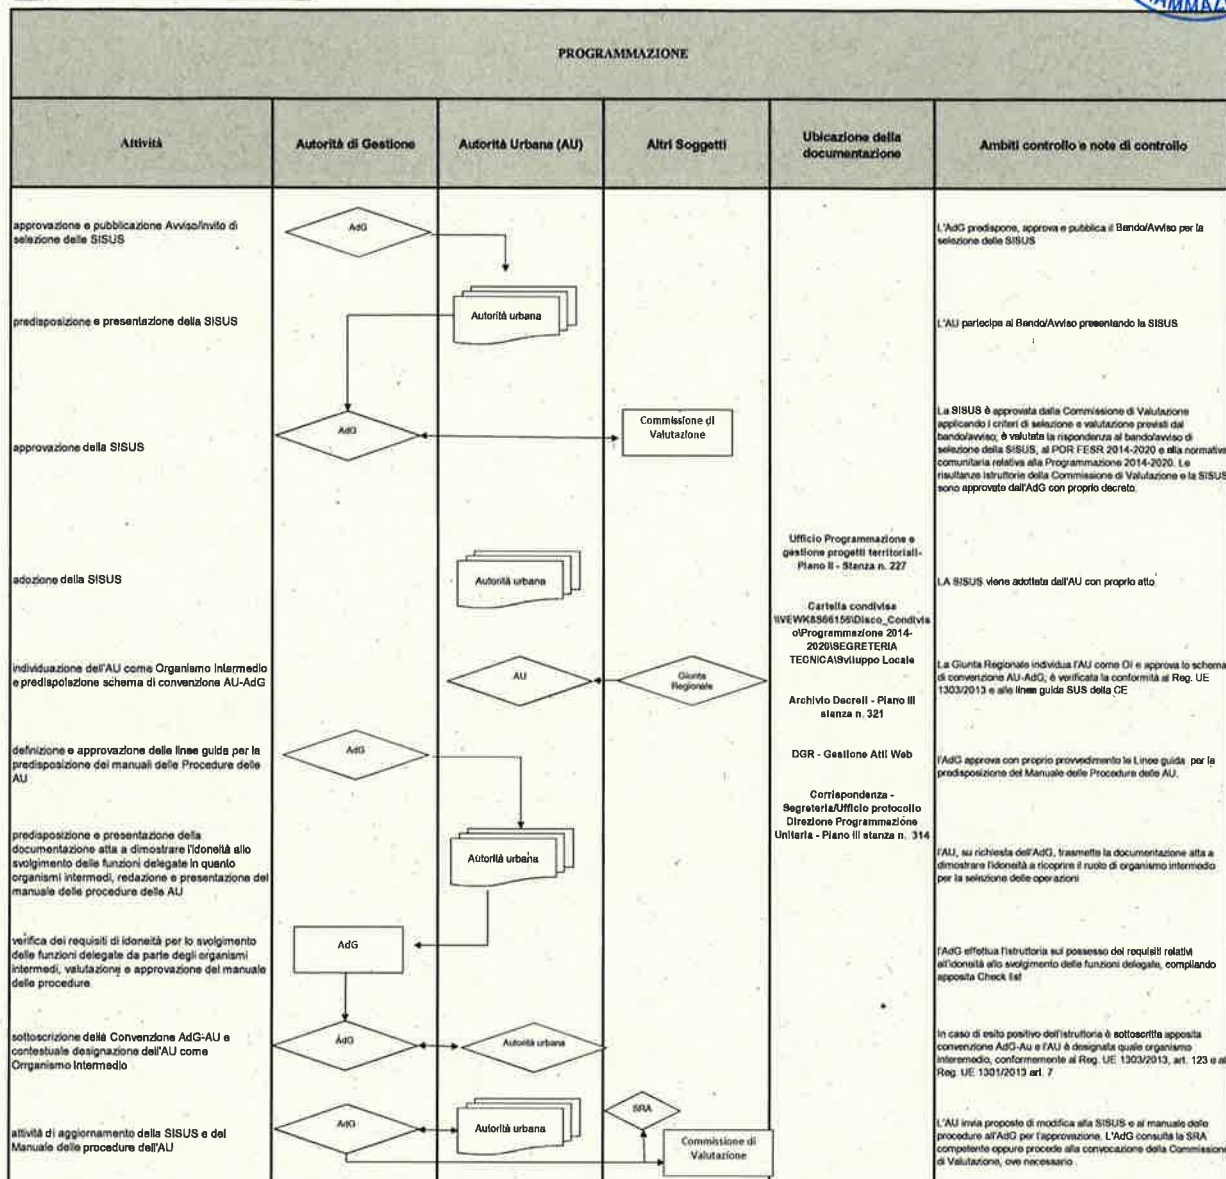 AMMAZ
PROGRAMMAZIONE
Attività
Autorità di Gestione
Autorità Urbana (AU)
Altri Soggetti
Ubicazione della
documentazione
Ambiti controllo e note di controllo
approvazione e pubblicazione Avviso/invito di
selezione delle SISUS
AdG
L'AdG predispone, approva e pubblica il Bando/Avviso per la
selezione delle SISUS
predisposizione e presentazione della SISUS
Autorità urbana
L'AU partecipa al Bando/Avviso presentando la SISUS
approvazione della SISUS
AdG
Commissione di
Valutazione
La SISUS è approvata dalla Commissione di Valutazione
applicando i criteri di selezione e valutazione previsti dal
bando/avviso; è valutata la rispondenza al bando/avviso di
selezione della SISUS, al POR FESR 2014-2020 e alla normativa
comunitaria relativa alla Programmazione 2014-2020. Le
risultanze istruttorie della Commissione di Valutazione e la SISUS
sono approvate dall'AdG con proprio decreto.
adozione della SISUS
Autorità urbana
Ufficio Programmazione e
gestione progetti territoriali-
Piano II - Stanza n. 227
LA SISUS viene adottata dall'AU con proprio atto
Cartella condivisa
\\VEWK8S66156\Disco_Condivis
o\Programmazione 2014-
2020\SEGRETERIA
TECNICA\Sviluppo Locale
individuazione dell'AU come Organismo Intermedio
e predispolszione schema di convenzione AU-AdG
AU
Giunta
Regionale
La Giunta Regionale individua l'AU come OI e approva lo schema
di convenzione AU-AdG; è verificata la conformità al Reg. UE
1303/2013 e alle linee guida SUS della CE
Archivio Decreti - Piano III
stanza n. 321
definizione e approvazione delle linee guida per la
predisposizione dei manuali delle Procedure delle
AU
AdG
DGR - Gestione Atti Web
l'AdG approva con proprio provvedimento le Linee guida per la
predisposizione del Manuale delle Procedure delle AU.
Corrispondenza -
Segreteria/Ufficio protocollo
Direzione Programmazione
Unitaria - Piano III stanza n. 314
predisposizione e presentazione della
documentazione atta a dimostrare l'idoneità allo
svolgimento delle funzioni delegate in quanto
organismi intermedi, redazione e presentazione del
manuale delle procedure delle AU
Autorità urbana
l'AU, su richiesta dell'AdG, trasmette la documentazione atta a
dimostrare l'idoneità a ricoprire il ruolo di organismo intermedio
per la selezione delle operazioni
verifica dei requisiti di idoneità per lo svolgimento
delle funzioni delegate da parte degli organismi
intermedi, valutazione e approvazione del manuale
delle procedure
AdG
l'AdG effettua l'istruttoria sul possesso dei requisiti relativi
all'idoneità allo svolgimento delle funzioni delegate, compilando
apposita Check list
sottoscrizione della Convenzione AdG-AU e
contestuale designazione dell'AU come
Orrganismo Intermedio
AdG
Autorità urbana
In caso di esito positivo dell'istruttoria è sottoscritta apposita
convenzione AdG-Au e l'AU è designata quale organismo
interemedio, conformemente al Reg. UE 1303/2013, art. 123 e al
Reg. UE 1301/2013 art. 7
attività di aggiornamento della SISUS e del
Manuale delle procedure dell'AU
AdG
Autorità urbana
SRA
Commissione di
Valutazione
L'AU invia proposte di modifica alla SISUS e al manuale delle
procedure all'AdG per l'approvazione. L'AdG consulta la SRA
competente oppure procede alla convocazione della Commissione
di Valutazione, ove necessario.